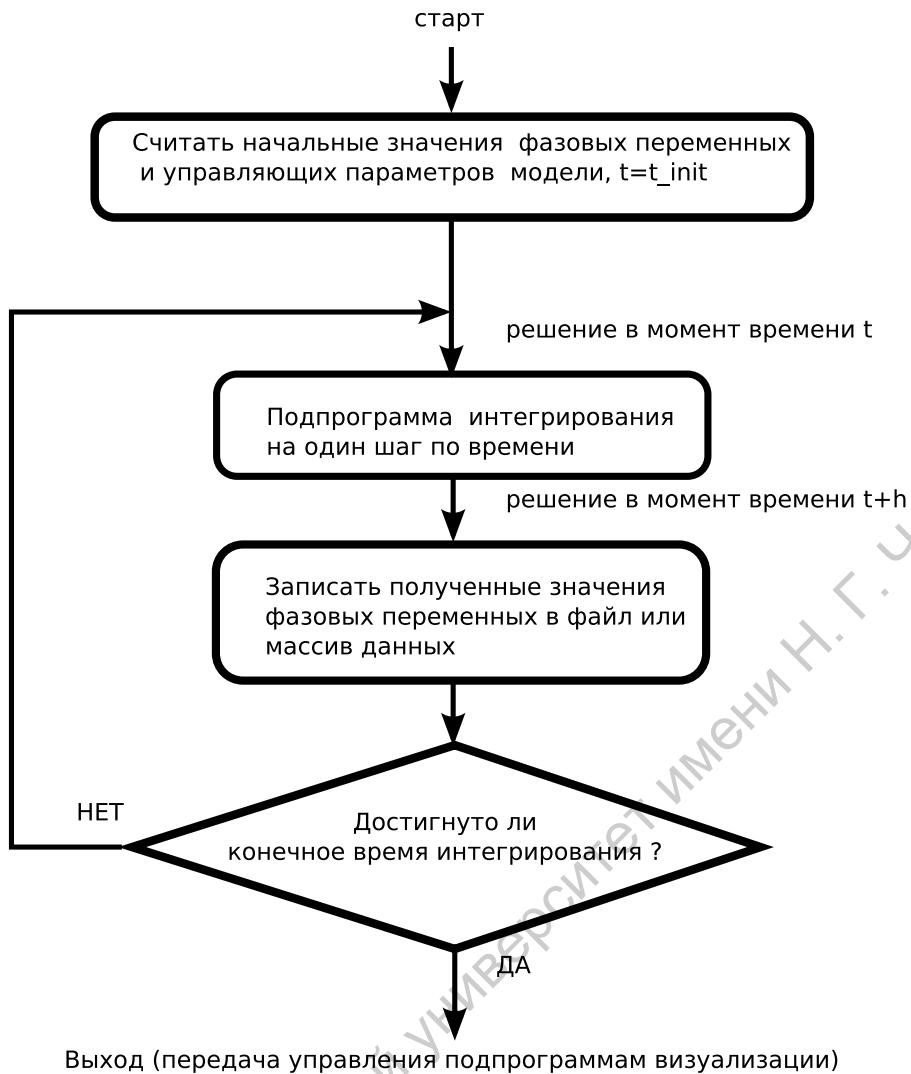 старт
Считать начальные значения фазовых переменных
и управляющих параметров модели, t=t_init
решение в момент времени t
Подпрограмма интегрирования
на один шаг по времени
решение в момент времени t+h
Записать полученные значения
фазовых переменных в файл или
массив данных
НЕТ
Достигнуто ли
конечное время интегрирования ?
ДА
Выход (передача управления подпрограммам визуализации)
университет имени Н. Г.